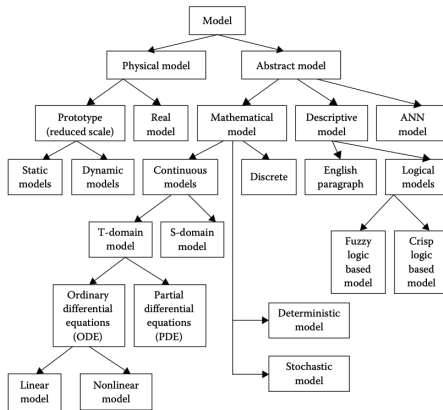 Model
Physical model
Abstract model
Prototype
(reduced scale)
Real
model
Mathematical
model
Descriptive
model
ANN
model
Static
models
Dynamic
models
Continuous
models
Discrete
English
paragraph
Logical
models
T-domain
model
S-domain
model
Fuzzy
logic
based
model
Crisp
logic
based
model
Ordinary
differential
equations
(ODE)
Partial
differential
equations
(PDE)
Deterministic
model
Stochastic
model
Linear
model
Nonlinear
model